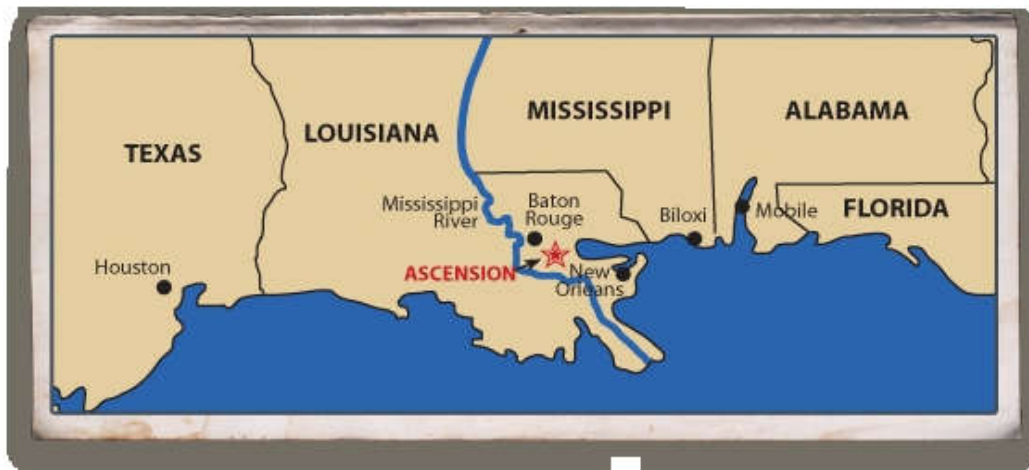 MISSISSIPPI
ALABAMA
LOUISIANA
TEXAS
Mississippi
River
Baton
Rouge
Biloxi
Mobile
FLORIDA
Houston
ASCENSION
New
Orleans